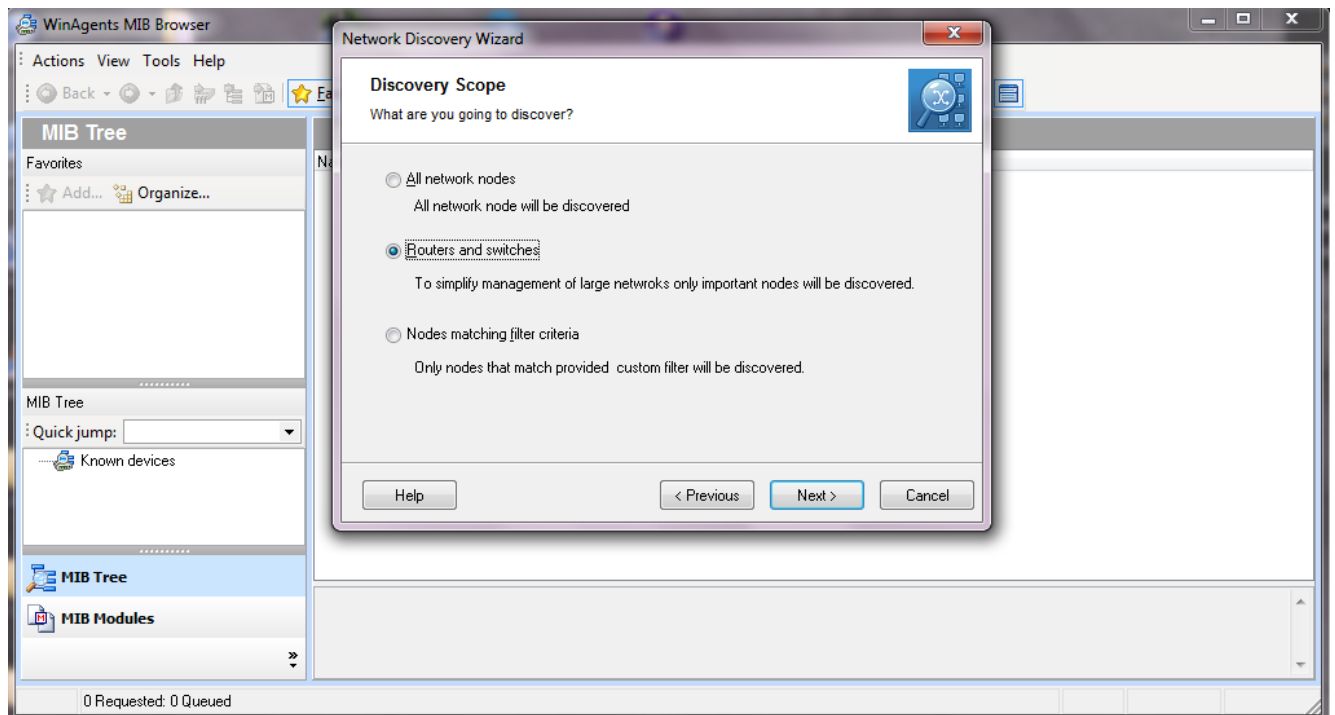 WinAgents MIB Browser
Actions View Tools Help
Back
MIB Tree
Favorites
Add... Organize...
MIB Tree
Quick jump:
Known devices
MIB Tree
MIB Modules
0 Requested: 0 Queued
Network Discovery Wizard
Discovery Scope
What are you going to discover?
All network nodes
All network node will be discovered
Routers and switches
To simplify management of large netwroks only important nodes will be discovered.
Nodes matching filter criteria
Only nodes that match provided custom filter will be discovered.
Help < Previous Next > Cancel